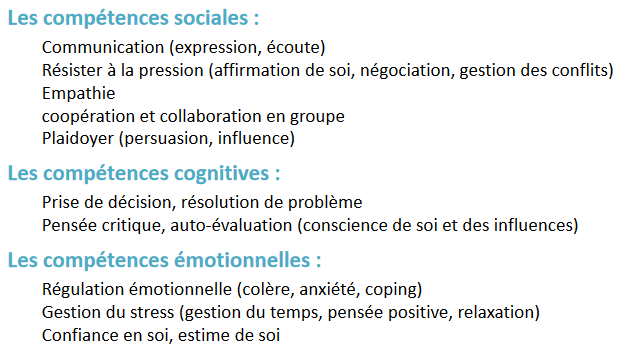 Les compétences sociales :
Communication (expression, écoute)
Résister à la pression (affirmation de soi, négociation, gestion des conflits)
Empathie
coopération et collaboration en groupe
Plaidoyer (persuasion, influence)
Les compétences cognitives :
Prise de décision, résolution de problème
Pensée critique, auto-évaluation (conscience de soi et des influences)
Les compétences émotionnelles :
Régulation émotionnelle (colère, anxiété, coping)
Gestion du stress (gestion du temps, pensée positive, relaxation)
Confiance en soi, estime de soi